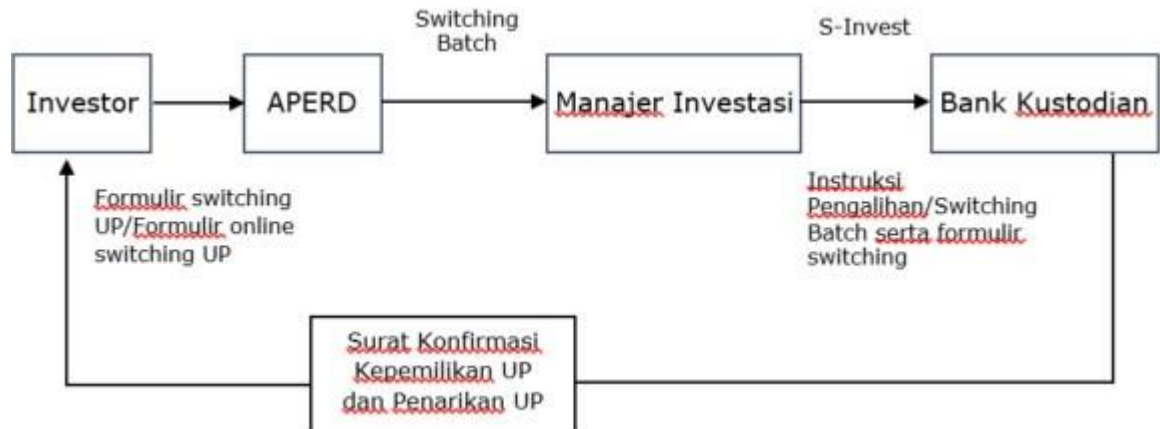 Switching
Batch
S-Invest
Investor
APERD
Manajer Investasi
Bank Kustodian
Formulir switching
UP/Formulir online
switching UP
Instruksi
Pengalihan/Switching
Batch serta formulir
switching
Surat Konfirmasi
Kepemilikan UP
dan Penarikan UP